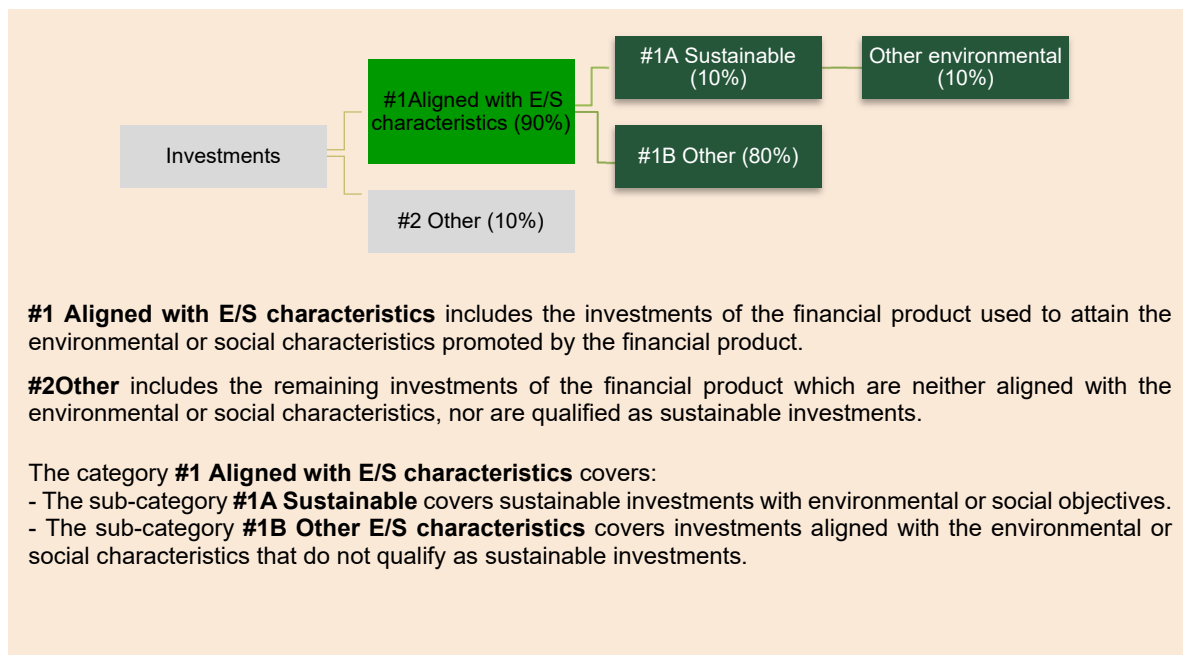 #1A Sustainable
(10%)
Other environmental
(10%)
#1Aligned with E/S
characteristics (90%)
Investments
#1B Other (80%)
#2 Other (10%)
#1 Aligned with E/S characteristics includes the investments of the financial product used to attain the
environmental or social characteristics promoted by the financial product.
#2Other includes the remaining investments of the financial product which are neither aligned with the
environmental or social characteristics, nor are qualified as sustainable investments.
The category #1 Aligned with E/S characteristics covers:
- The sub-category #1A Sustainable covers sustainable investments with environmental or social objectives.
- The sub-category #1B Other E/S characteristics covers investments aligned with the environmental or
social characteristics that do not qualify as sustainable investments.